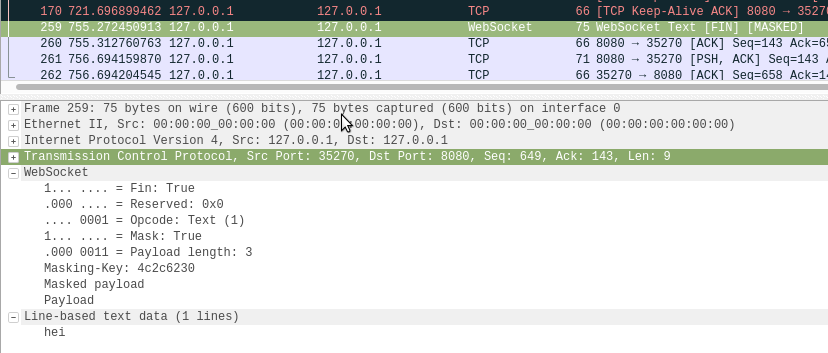 170 721.696899462 127.0.0.1 127.0.0.1 TCP 66 [TCP Keep-Alive ACK] 8080 → 35270
259 755.272450913 127.0.0.1 127.0.0.1 WebSocket 75 WebSocket Text [FIN] [MASKED]
260 755.312760763 127.0.0.1 127.0.0.1 TCP 66 8080 → 35270 [ACK] Seq=143 Ack=65
261 756.694159870 127.0.0.1 127.0.0.1 TCP 71 8080 → 35270 [PSH, ACK] Seq=143 A
262 756.694204545 127.0.0.1 127.0.0.1 TCP 66 35270 → 8080 [ACK] Seq=658 Ack=14
Frame 259: 75 bytes on wire (600 bits), 75 bytes captured (600 bits) on interface 0
Ethernet II, Src: 00:00:00_00:00:00 (00:00:00:00:00:00), Dst: 00:00:00_00:00:00 (00:00:00:00:00:00)
Internet Protocol Version 4, Src: 127.0.0.1, Dst: 127.0.0.1
Transmission Control Protocol, Src Port: 35270, Dst Port: 8080, Seq: 649, Ack: 143, Len: 9
WebSocket
1... .... = Fin: True
.000 .... = Reserved: 0x0
.... 0001 = Opcode: Text (1)
1... .... = Mask: True
.000 0011 = Payload length: 3
Masking-Key: 4c2c6230
Masked payload
Payload
Line-based text data (1 lines)
hei